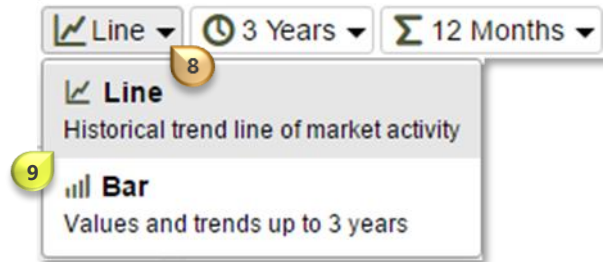 Line 3 Years 12 Months
8
Line
Historical trend line of market activity
9
Bar
Values and trends up to 3 years